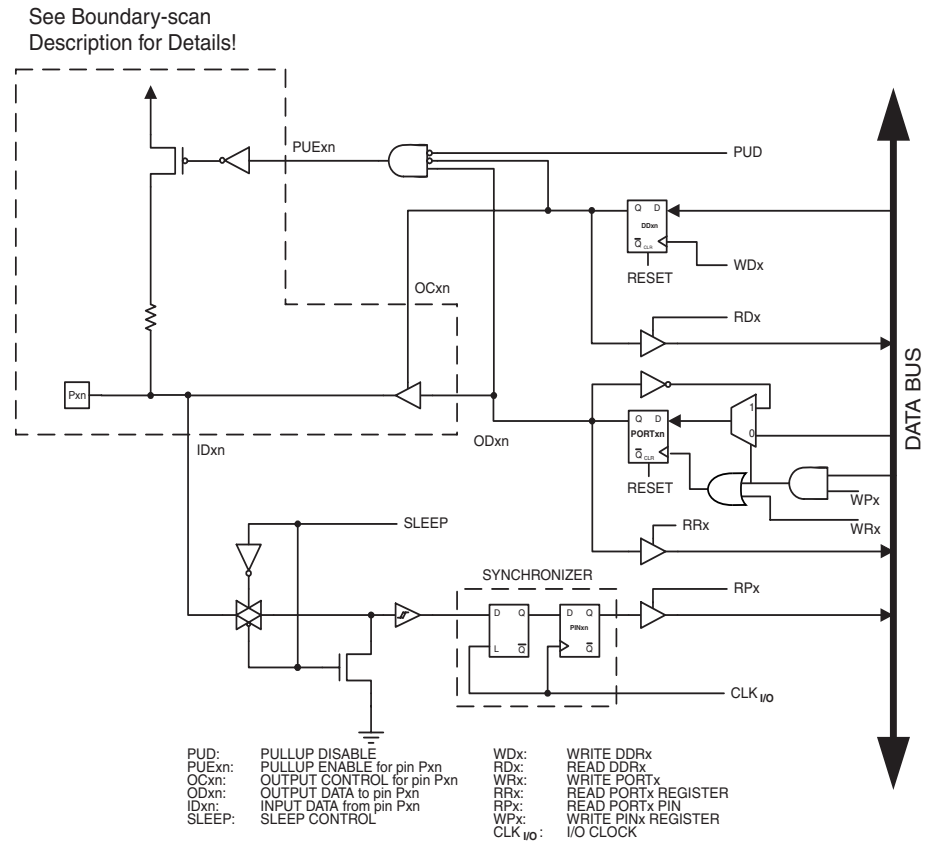 See Boundary-scan
Description for Details!
PUExn
PUD
Q D
DDxn
Q CLR
WDx
RESET
OCxn
RDx
Pxn
1
Q D
PORTxn
0
ODxn
IDxn
Q CLR
RESET
WPx
WRx
SLEEP
RRx
SYNCHRONIZER
RPx
D Q
L Q
D Q
PINxn
Q
CLK I/O
DATA BUS
PUD: PULLUP DISABLE
PUExn: PULLUP ENABLE for pin Pxn
OCxn: OUTPUT CONTROL for pin Pxn
ODxn: OUTPUT DATA to pin Pxn
IDxn: INPUT DATA from pin Pxn
SLEEP: SLEEP CONTROL
WDx: WRITE DDRx
RDx: READ DDRx
WRx: WRITE PORTx
RRx: READ PORTx REGISTER
RPx: READ PORTx PIN
WPx: WRITE PINx REGISTER
CLK I/O: I/O CLOCK